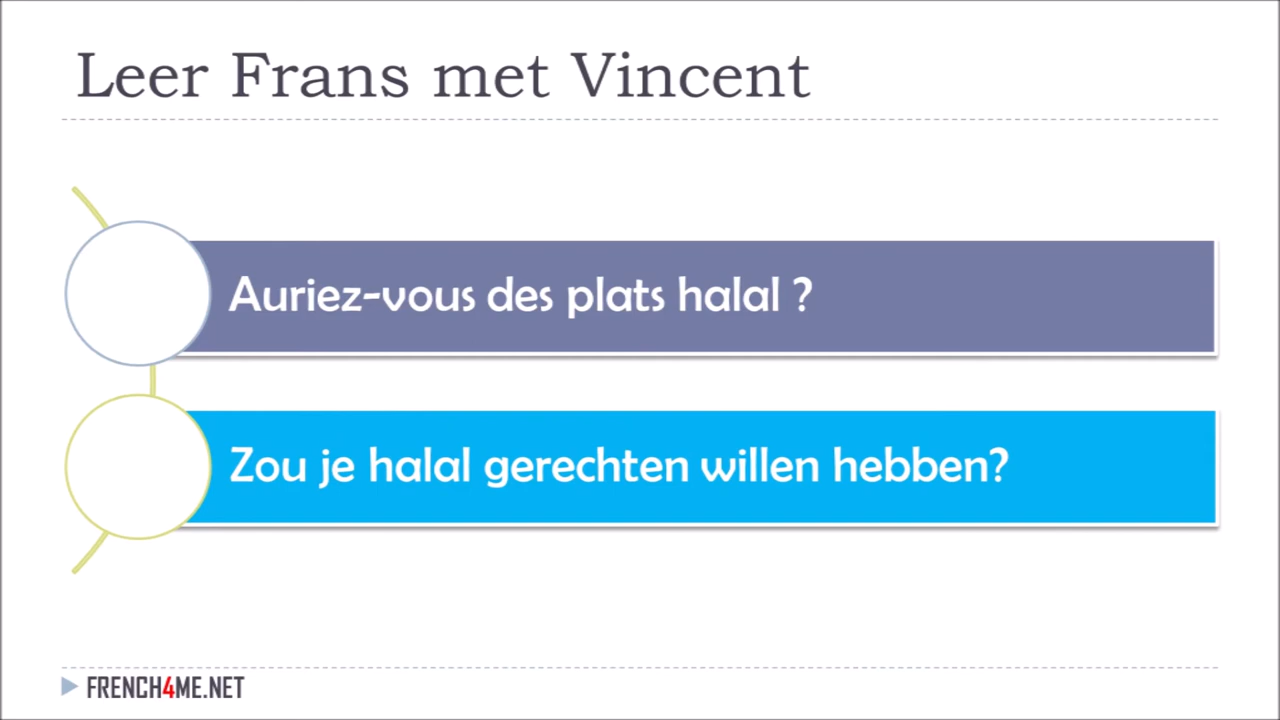 Leer Frans met Vincent
Auriez-vous des plats halal ?
Zou je halal gerechten willen hebben?
FRENCH4ME.NET